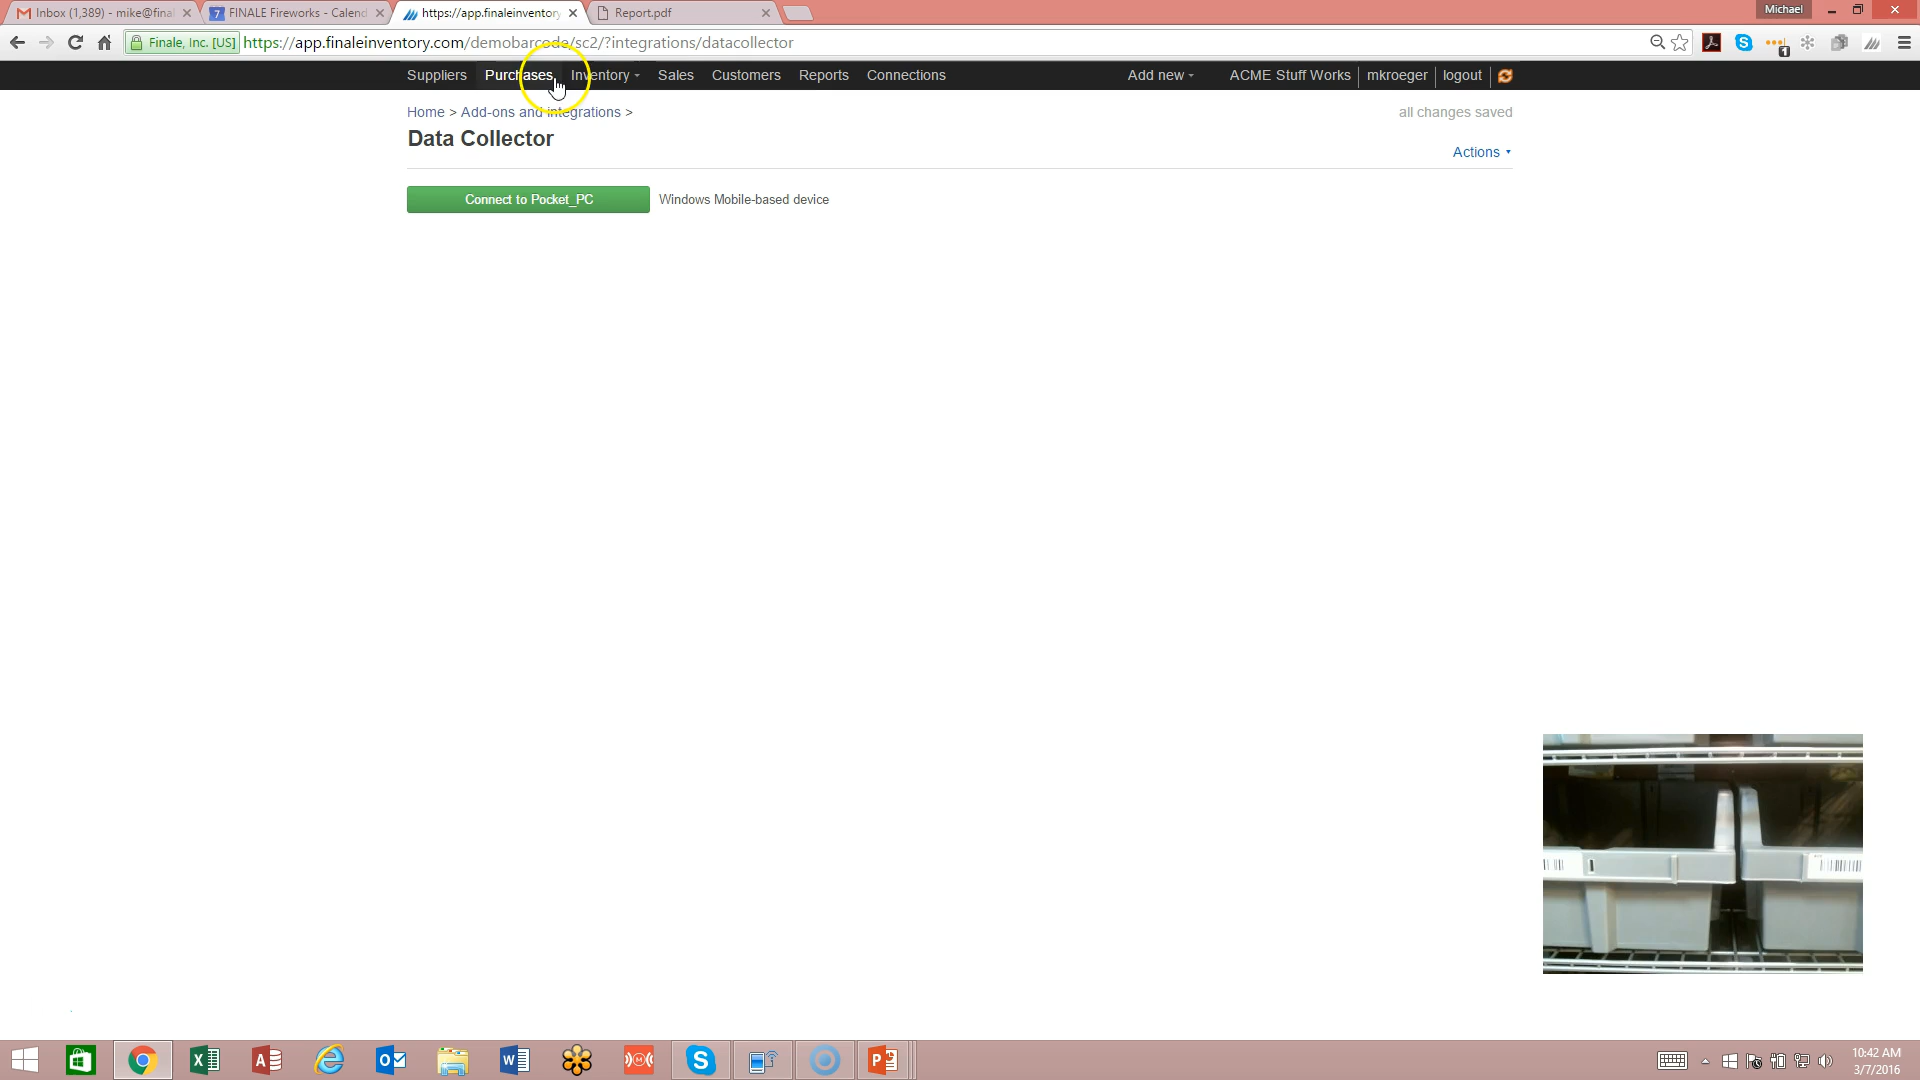 Inbox (1,389) - mike@fina
FINALE Fireworks - Calend
https://app.finaleinventory
Report.pdf
Michael
Finale, Inc. [US]
https://app.finaleinventory.com/demobarcode/sc2/?integrations/datacollector
1
Suppliers Purchases Inventory Sales Customers Reports Connections Add new ACME Stuff Works mkroeger logout
Home > Add-ons and integrations >
all changes saved
Data Collector
Actions
Connect to Pocket_PC
Windows Mobile-based device
10:42 AM
3/7/2016